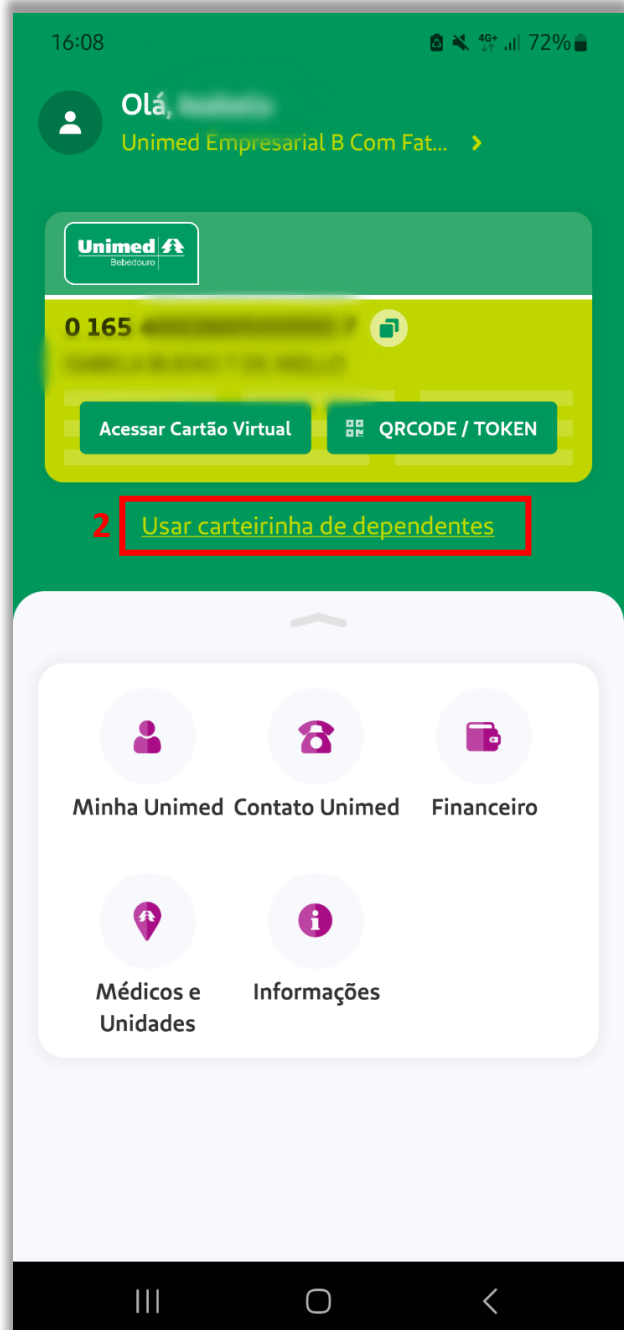 16:08
4G+ 72%
Olá,
Unimed Empresarial B Com Fat...
Unimed
Bebedouro
0 165
Acessar Cartão Virtual
QRCODE / TOKEN
2 Usar carteirinha de dependentes
Minha Unimed
Contato Unimed
Financeiro
Médicos e
Unidades
Informações